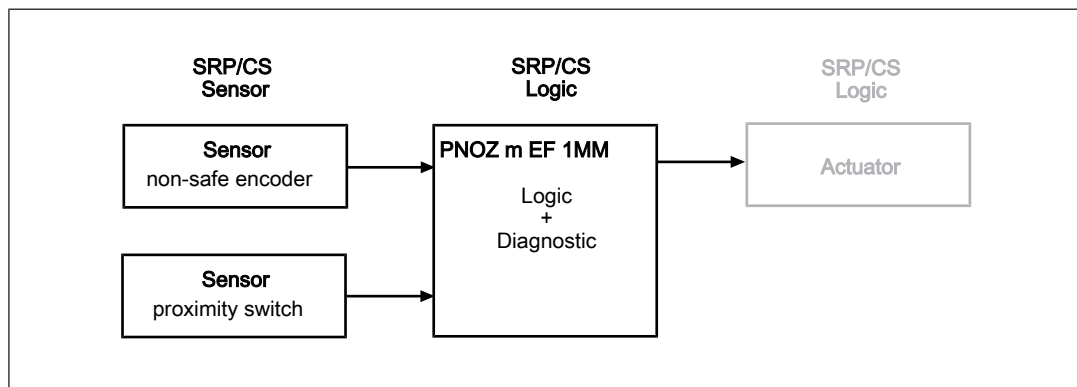 SRP/CS
Sensor
SRP/CS
Logic
SRP/CS
Logic
Sensor
non-safe encoder
PNOZ m EF 1MM
Logic
+
Diagnostic
Actuator
Sensor
proximity switch